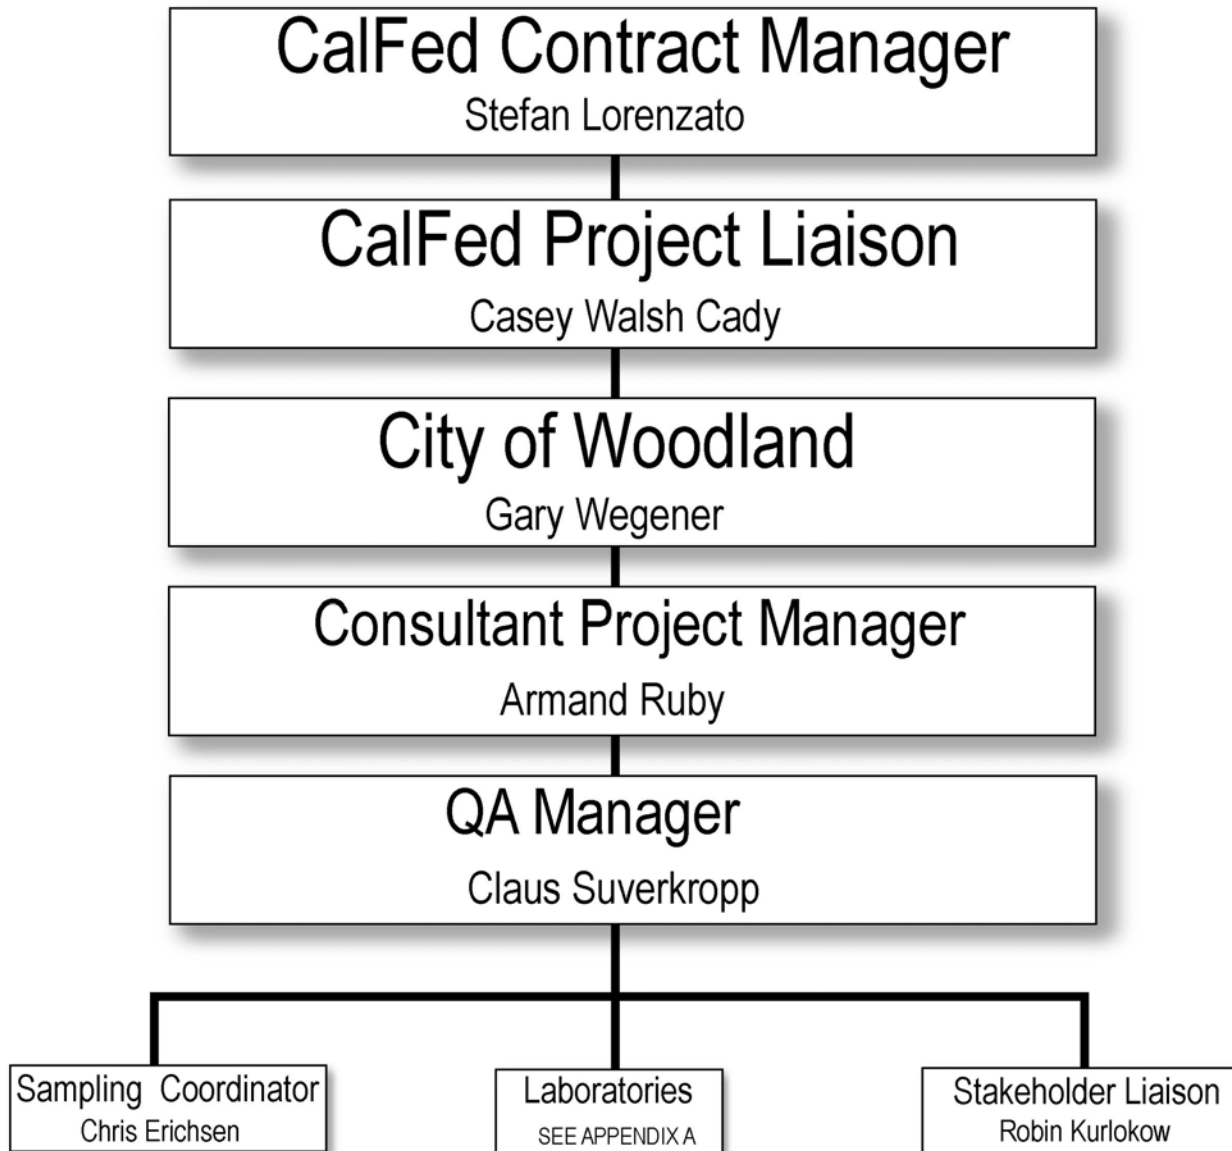 CalFed Contract Manager
Stefan Lorenzato
CalFed Project Liaison
Casey Walsh Cady
City of Woodland
Gary Wegener
Consultant Project Manager
Armand Ruby
QA Manager
Claus Suverkropp
Sampling Coordinator
Chris Erichsen
Laboratories
SEE APPENDIX A
Stakeholder Liaison
Robin Kurlokow